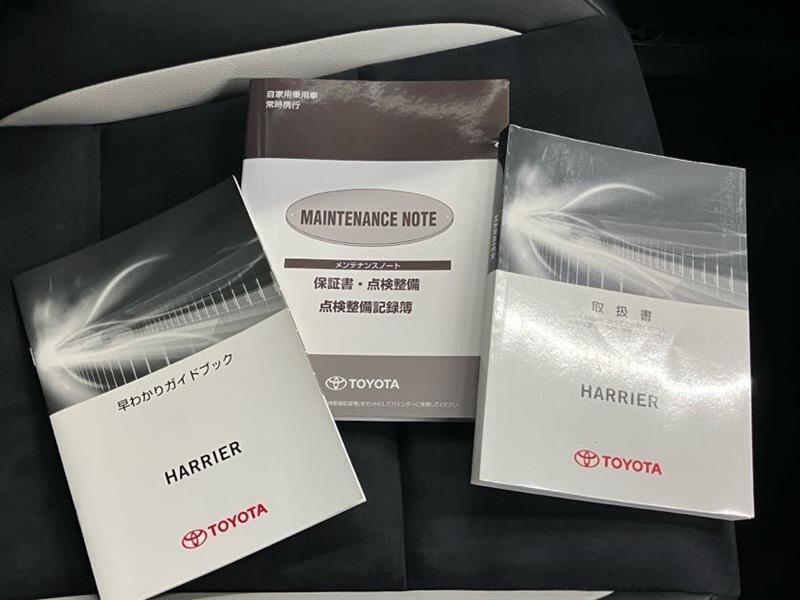 自家用乗用車
常時携行
MAINTENANCE NOTE
メンテナンスノート
保証書・点検整備
点検整備記録簿
TOYOTA
早わかりガイドブック
HARRIER
TOYOTA
HARRIER
取扱書
HARRIER
TOYOTA